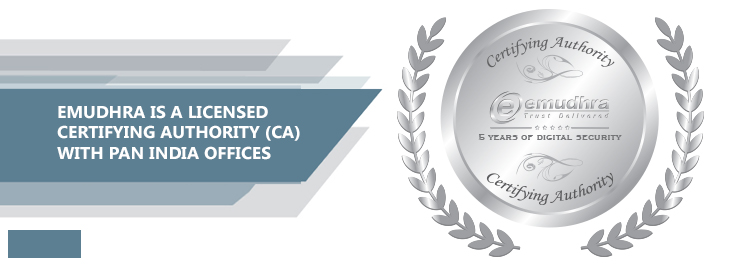 EMUDHRA IS A LICENSED
CERTIFYING AUTHORITY (CA)
WITH PAN INDIA OFFICES
Certifying Authority
emudhra
Trust Delivered
5 YEARS OF DIGITAL SECURITY
Certifying Authority